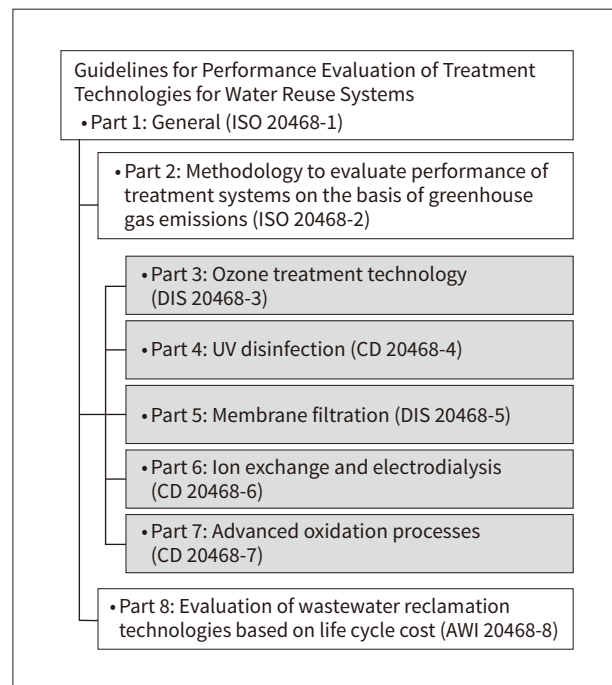 Guidelines for Performance Evaluation of Treatment
Technologies for Water Reuse Systems
• Part 1: General (ISO 20468-1)
• Part 2: Methodology to evaluate performance of
treatment systems on the basis of greenhouse
gas emissions (ISO 20468-2)
• Part 3: Ozone treatment technology
(DIS 20468-3)
• Part 4: UV disinfection (CD 20468-4)
• Part 5: Membrane filtration (DIS 20468-5)
• Part 6: Ion exchange and electrodialysis
(CD 20468-6)
• Part 7: Advanced oxidation processes
(CD 20468-7)
• Part 8: Evaluation of wastewater reclamation
technologies based on life cycle cost (AWI 20468-8)